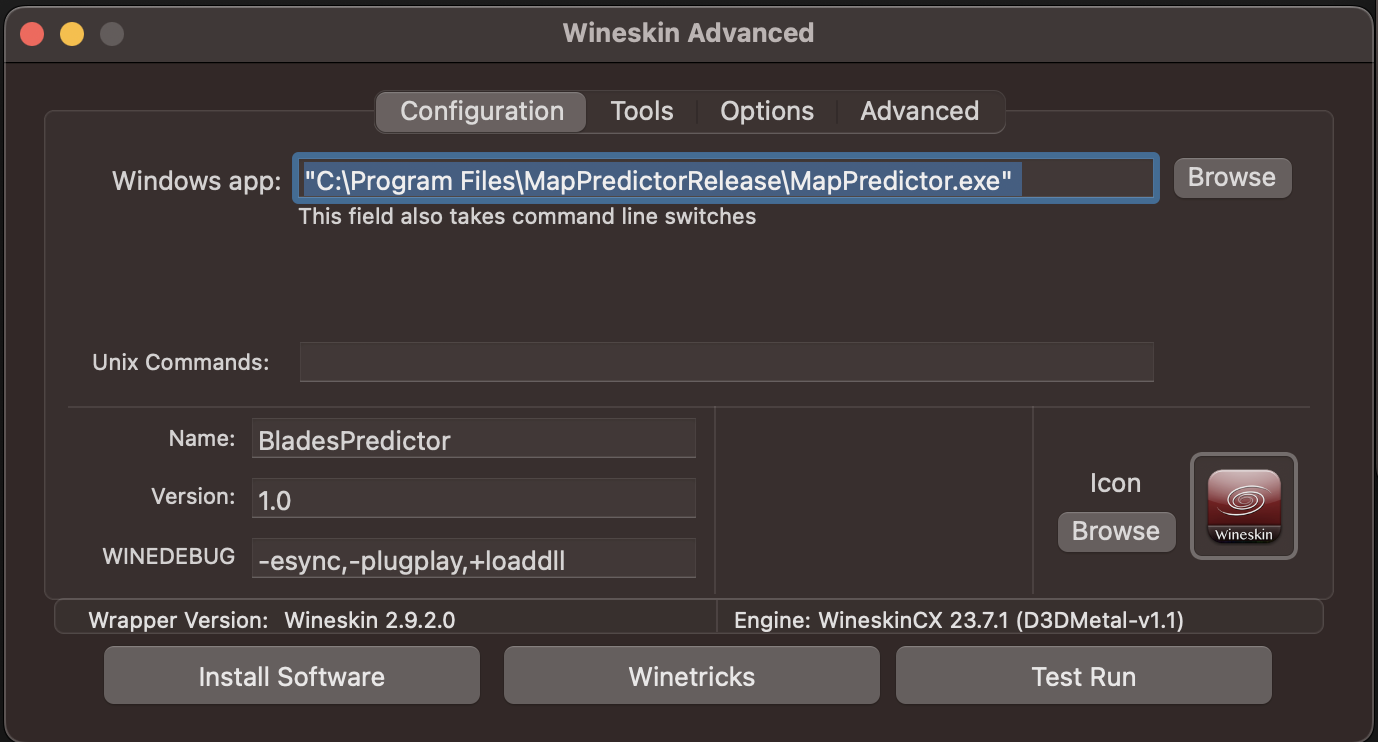 Wineskin Advanced
Configuration Tools Options Advanced
Windows app: "C:\Program Files\MapPredictorRelease\MapPredictor.exe" Browse
This field also takes command line switches
Unix Commands:
Name: BladesPredictor
Version: 1.0
WINEDEBUG -esync,-plugplay,+loaddll
Icon
Browse
Wineskin
Wrapper Version: Wineskin 2.9.2.0
Engine: WineskinCX 23.7.1 (D3DMetal-v1.1)
Install Software Winetricks Test Run